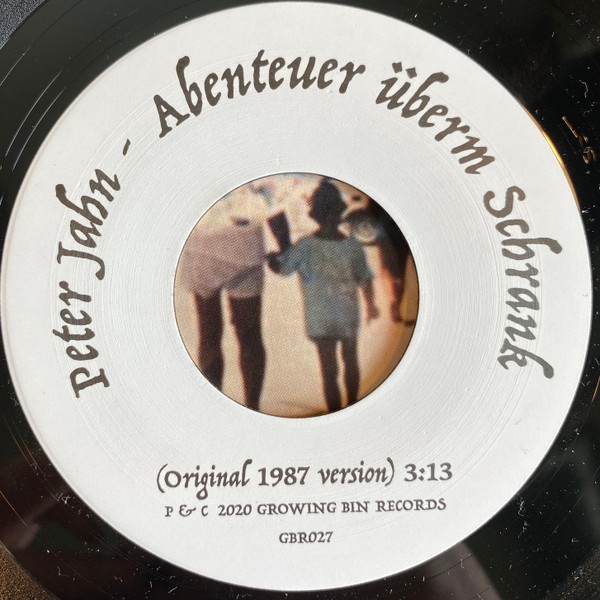 Peter Jahn - Abenteuer überm Schrank
(Original 1987 version) 3:13
P & C 2020 GROWING BIN RECORDS
GBR027